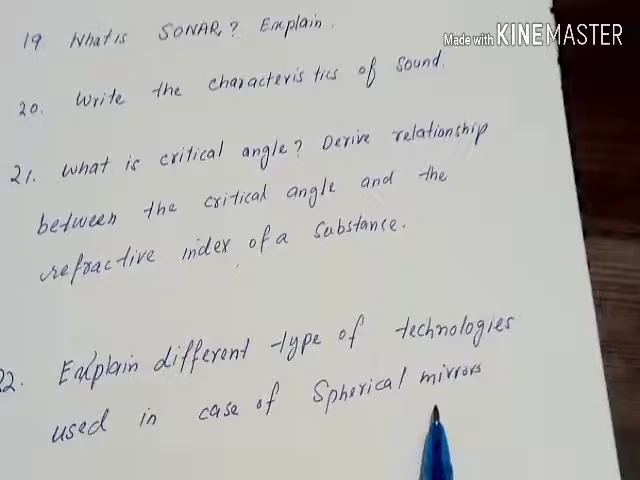 Made with KINEMASTER
19 What is SONAR? Explain.
20. Write the characteristics of Sound.
21. What is critical angle? Derive relationship
between the critical angle and the
refractive index of a substance.
22. Explain different type of technologies
used in case of Spherical mirrors